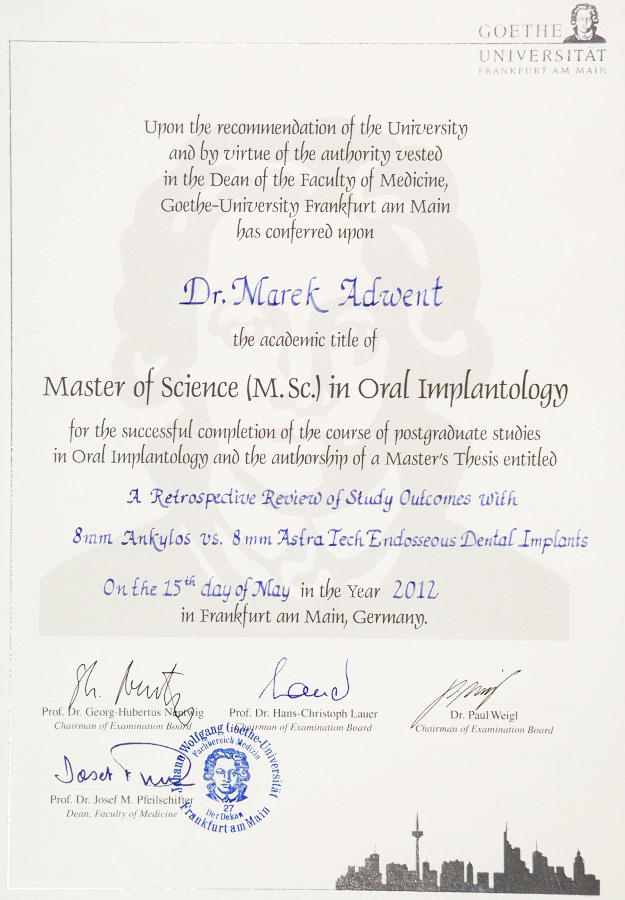 GOETHE
UNIVERSITÄT
FRANKFURT AM MAIN
Upon the recommendation of the University
and by virtue of the authority vested
in the Dean of the Faculty of Medicine,
Goethe-University Frankfurt am Main
has conferred upon
Dr. Marek Adwent
the academic title of
Master of Science (M.Sc.) in Oral Implantology
for the successful completion of the course of postgraduate studies
in Oral Implantology and the authorship of a Master's Thesis entitled
A Retrospective Review of Study Outcomes with
8mm Ankylos vs. 8mm Astra Tech Endosseous Dental Implants
On the 15th day of May in the Year 2012
in Frankfurt am Main, Germany.
Prof. Dr. Georg-Hubertus Nentwig
Chairman of Examination Board
Prof. Dr. Hans-Christoph Lauer
Chairman of Examination Board
Dr. Paul Weigl
Chairman of Examination Board
Prof. Dr. Josef M. Pfeilschifter
Dean, Faculty of Medicine
Johann Wolfgang Goethe-Universität
Fachbereich Medizin
27
Der Dekan
Frankfurt am Main